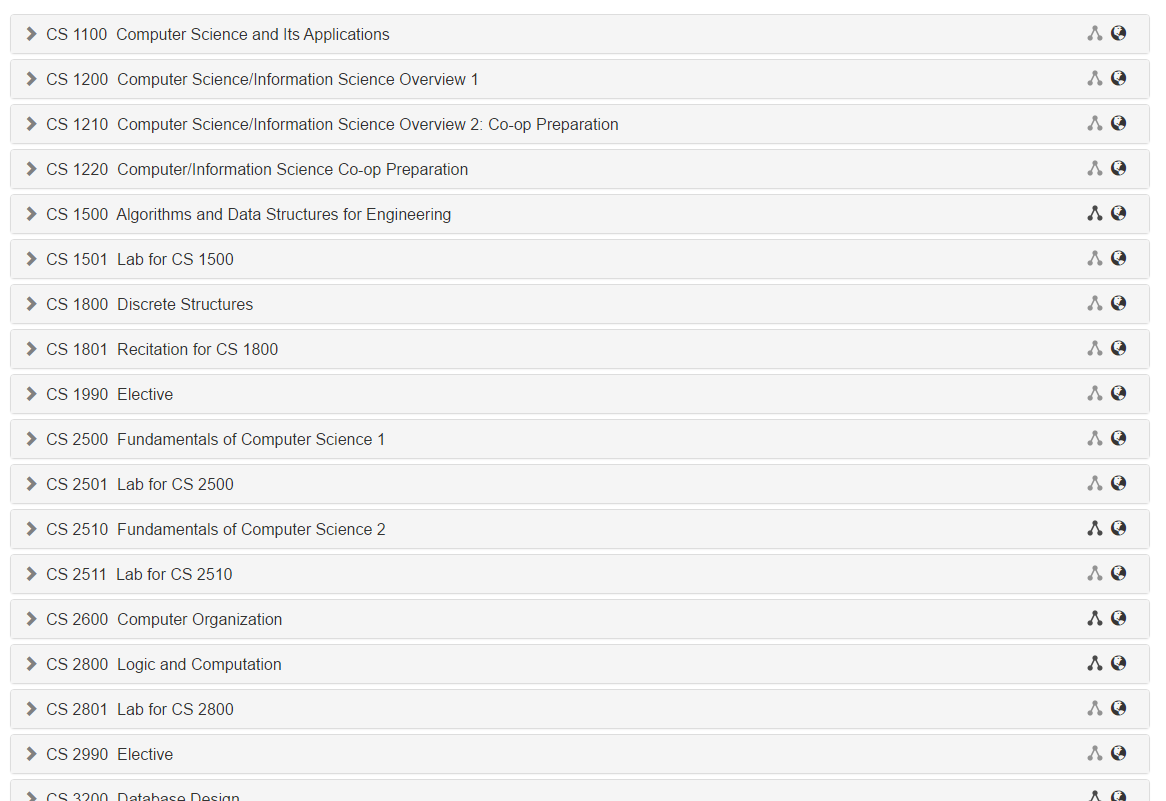 CS 1100 Computer Science and Its Applications
CS 1200 Computer Science/Information Science Overview 1
CS 1210 Computer Science/Information Science Overview 2: Co-op Preparation
CS 1220 Computer/Information Science Co-op Preparation
CS 1500 Algorithms and Data Structures for Engineering
CS 1501 Lab for CS 1500
CS 1800 Discrete Structures
CS 1801 Recitation for CS 1800
CS 1990 Elective
CS 2500 Fundamentals of Computer Science 1
CS 2501 Lab for CS 2500
CS 2510 Fundamentals of Computer Science 2
CS 2511 Lab for CS 2510
CS 2600 Computer Organization
CS 2800 Logic and Computation
CS 2801 Lab for CS 2800
CS 2990 Elective
CS 3200 Database Design